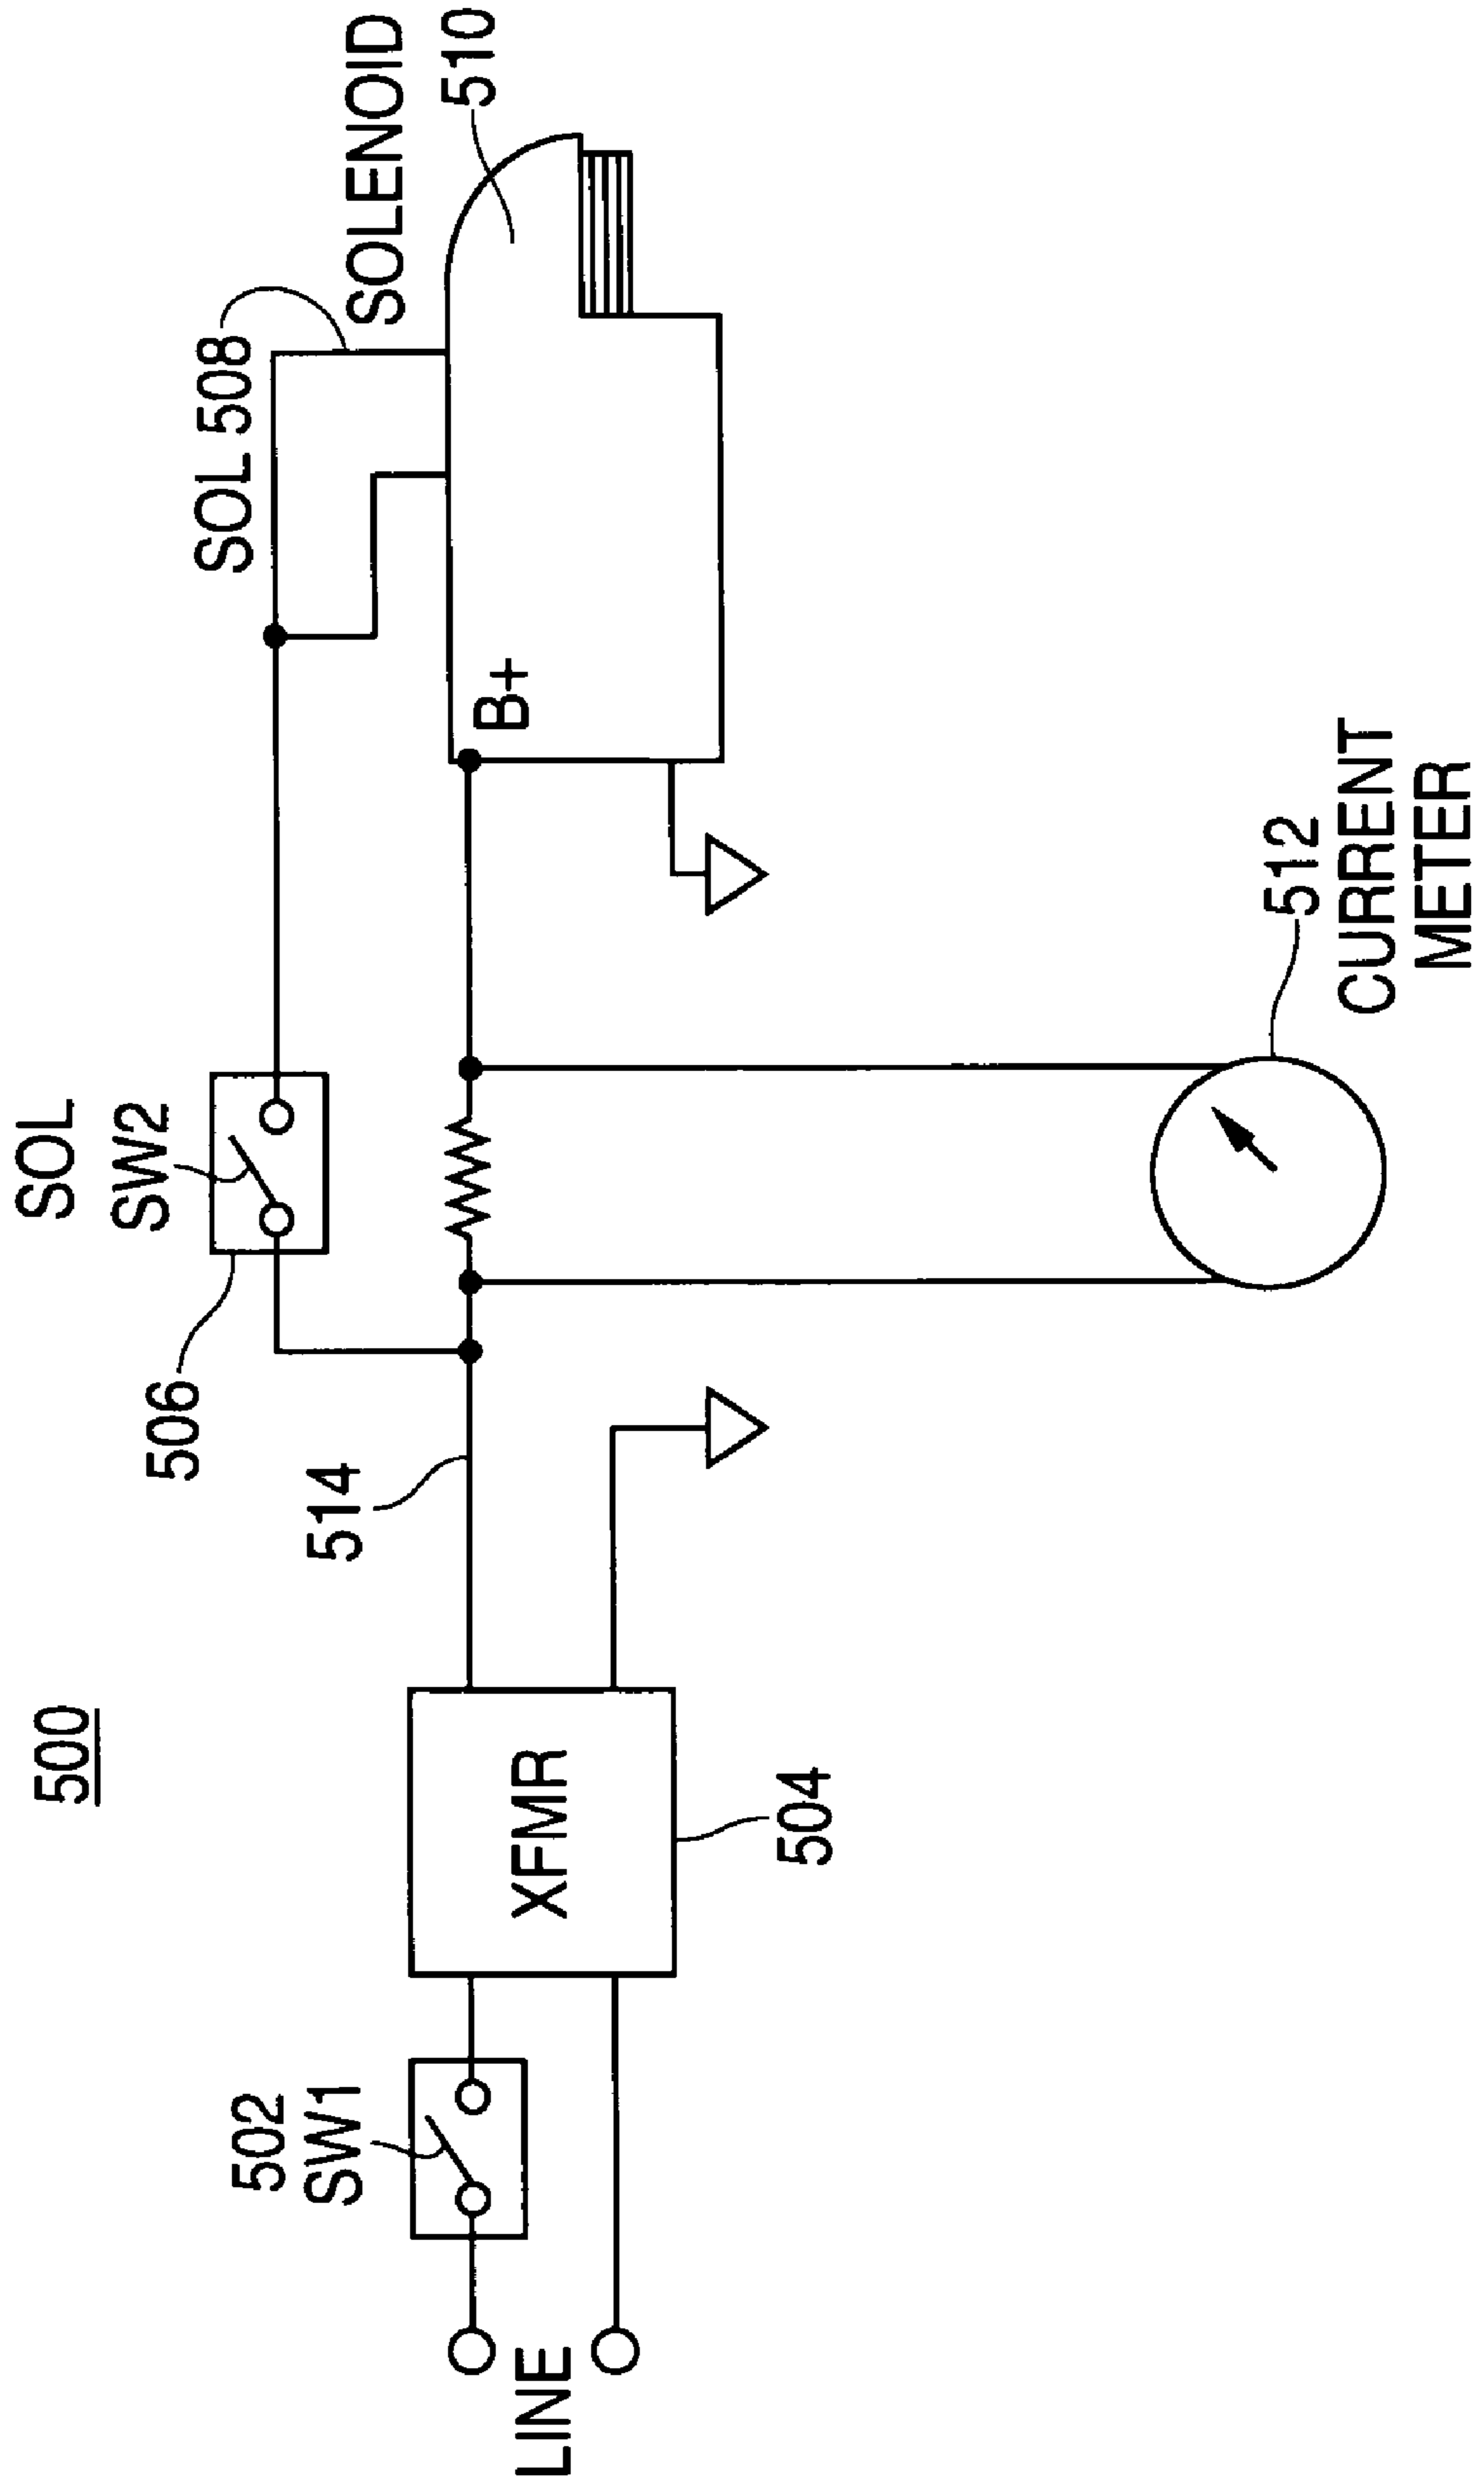 500
SOL
SW2
506
SOL 508
SOLENOID
510
514
B+
502
SW1
LINE
XFMR
504
512
CURRENT
METER